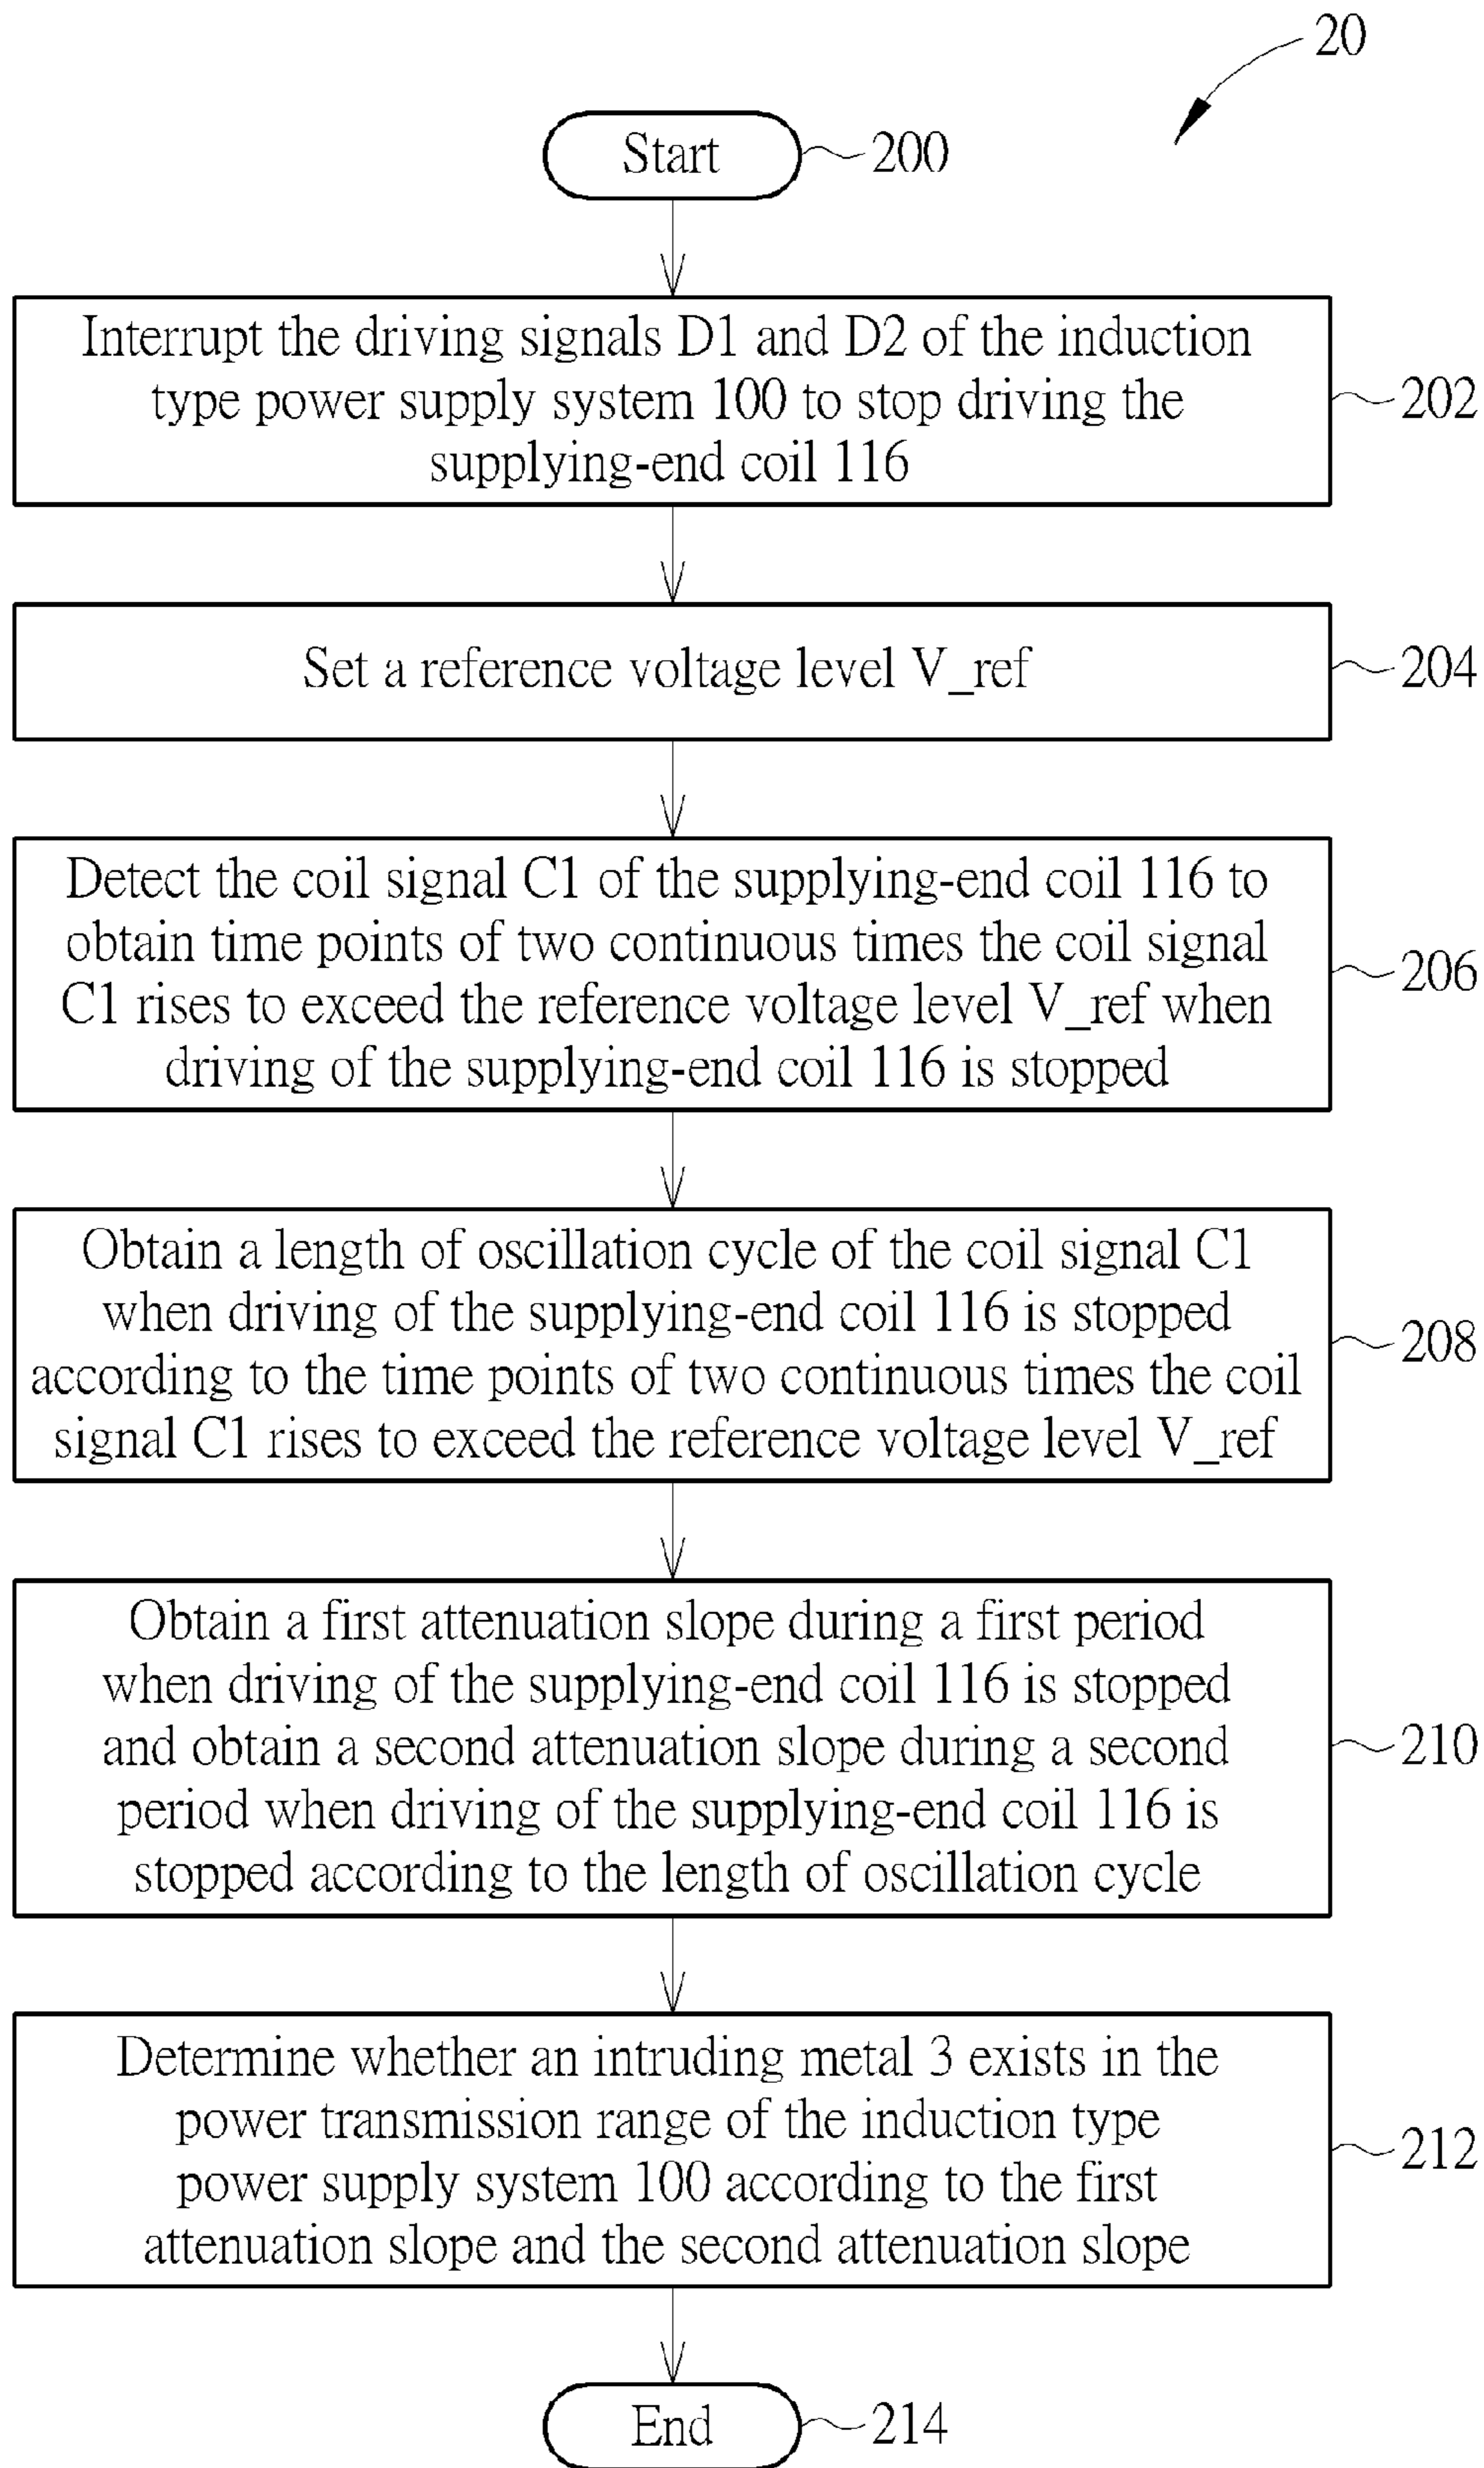 20
Start
200
Interrupt the driving signals D1 and D2 of the induction
type power supply system 100 to stop driving the
supplying-end coil 116
202
Set a reference voltage level V_ref
204
Detect the coil signal C1 of the supplying-end coil 116 to
obtain time points of two continuous times the coil signal
C1 rises to exceed the reference voltage level V_ref when
driving of the supplying-end coil 116 is stopped
206
Obtain a length of oscillation cycle of the coil signal C1
when driving of the supplying-end coil 116 is stopped
according to the time points of two continuous times the coil
signal C1 rises to exceed the reference voltage level V_ref
208
Obtain a first attenuation slope during a first period
when driving of the supplying-end coil 116 is stopped
and obtain a second attenuation slope during a second
period when driving of the supplying-end coil 116 is
stopped according to the length of oscillation cycle
210
Determine whether an intruding metal 3 exists in the
power transmission range of the induction type
power supply system 100 according to the first
attenuation slope and the second attenuation slope
212
End
214